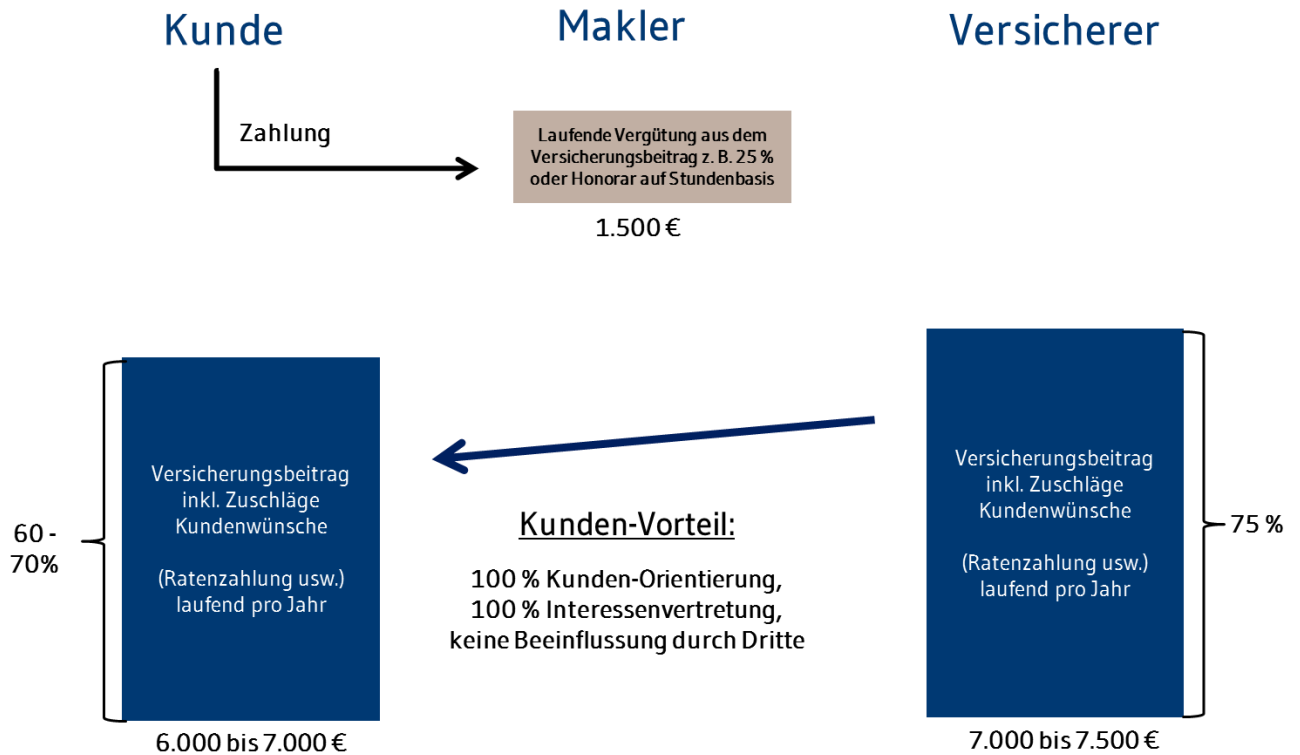 Kunde
Makler
Versicherer
Zahlung
Laufende Vergütung aus dem
Versicherungsbeitrag z. B. 25 %
oder Honorar auf Stundenbasis
1.500 €
60 -
70%
Versicherungsbeitrag
inkl. Zuschläge
Kundenwünsche
(Ratenzahlung usw.)
laufend pro Jahr
6.000 bis 7.000 €
Kunden-Vorteil:
100 % Kunden-Orientierung,
100 % Interessenvertretung,
keine Beeinflussung durch Dritte
Versicherungsbeitrag
inkl. Zuschläge
Kundenwünsche
(Ratenzahlung usw.)
laufend pro Jahr
75 %
7.000 bis 7.500 €